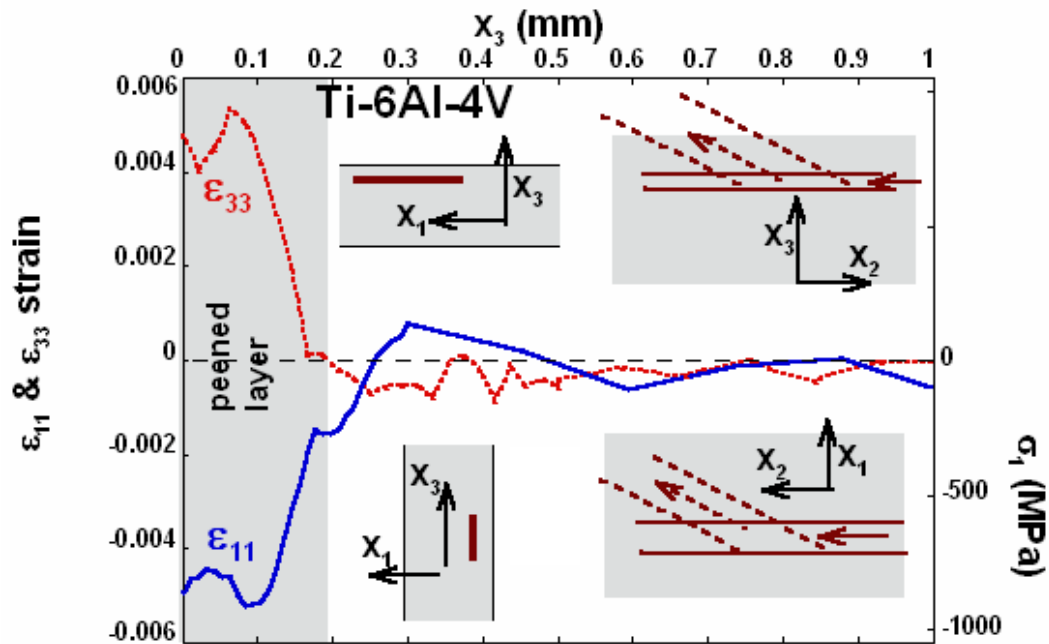 x3 (mm)
0 0.1 0.2 0.3 0.4 0.5 0.6 0.7 0.8 0.9 1
Ti-6Al-4V
0.006
0.004
0.002
0
-0.002
-0.004
-0.006
ε11 & ε33 strain
ε33
peened
layer
ε11
X3
X1
X3
X2
X3
X1
X2
X1
0
-500
-1000
σ1 (MPa)